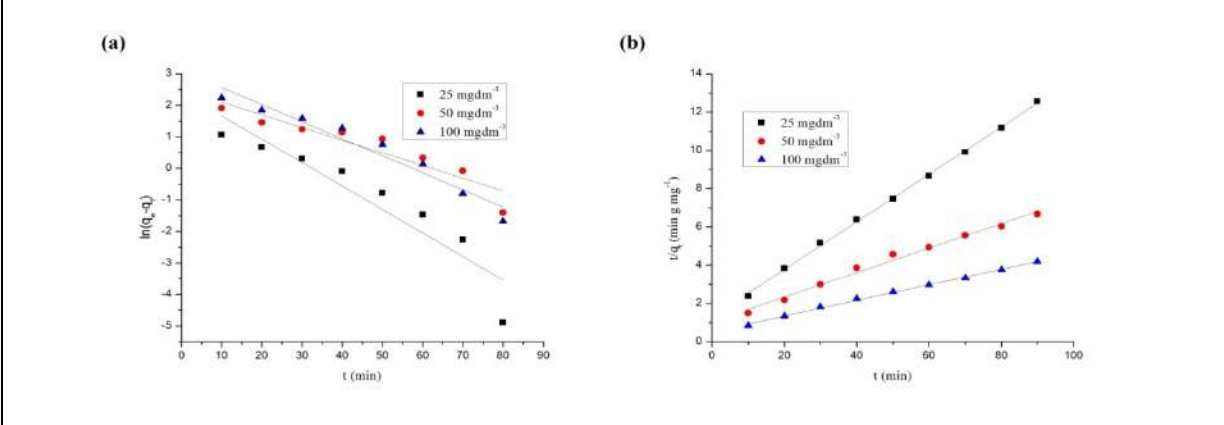 (a)
3
2
1
0
-1
-2
-3
-4
-5
ln(qe-qt)
0 10 20 30 40 50 60 70 80 90
t (min)
25 mgdm-3
50 mgdm-3
100 mgdm-3
(b)
14
12
10
8
6
4
2
0
t/qt (min g mg-1)
0 20 40 60 80 100
t (min)
25 mgdm-3
50 mgdm-3
100 mgdm-3